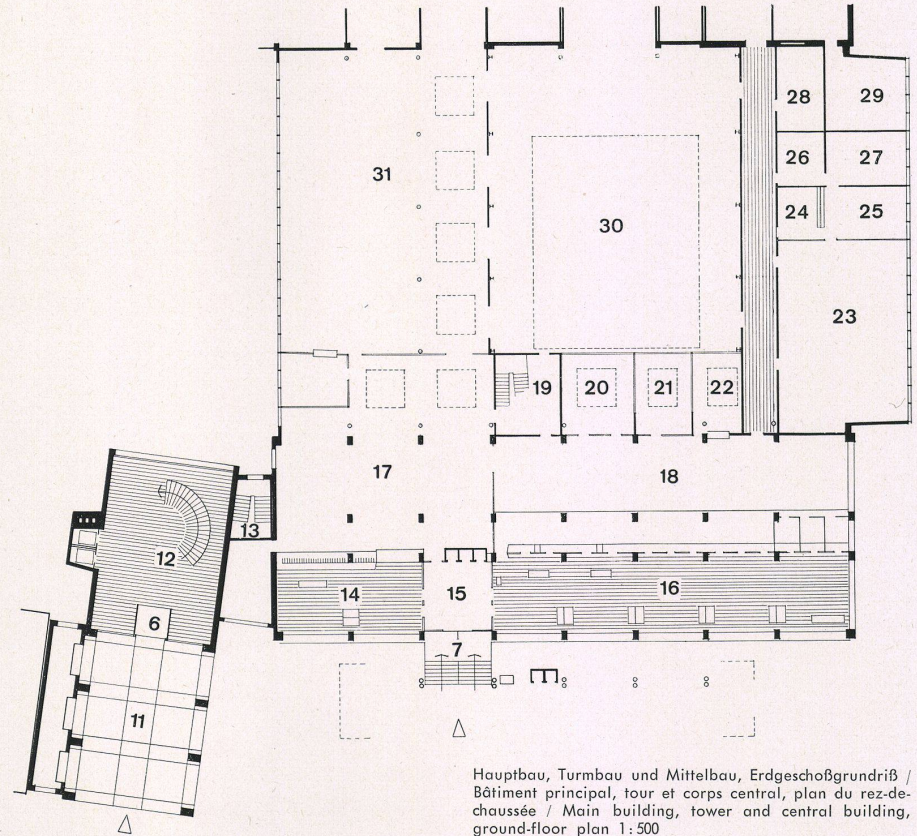 28 29
31
26 27
30
24 25
23
19 20 21 22
17 18
13
12
14 15 16
6
7
11
Hauptbau, Turmbau und Mittelbau, Erdgeschoßgrundriß /
Bâtiment principal, tour et corps central, plan du rez-de-
chaussée / Main building, tower and central building,
ground-floor plan 1:500